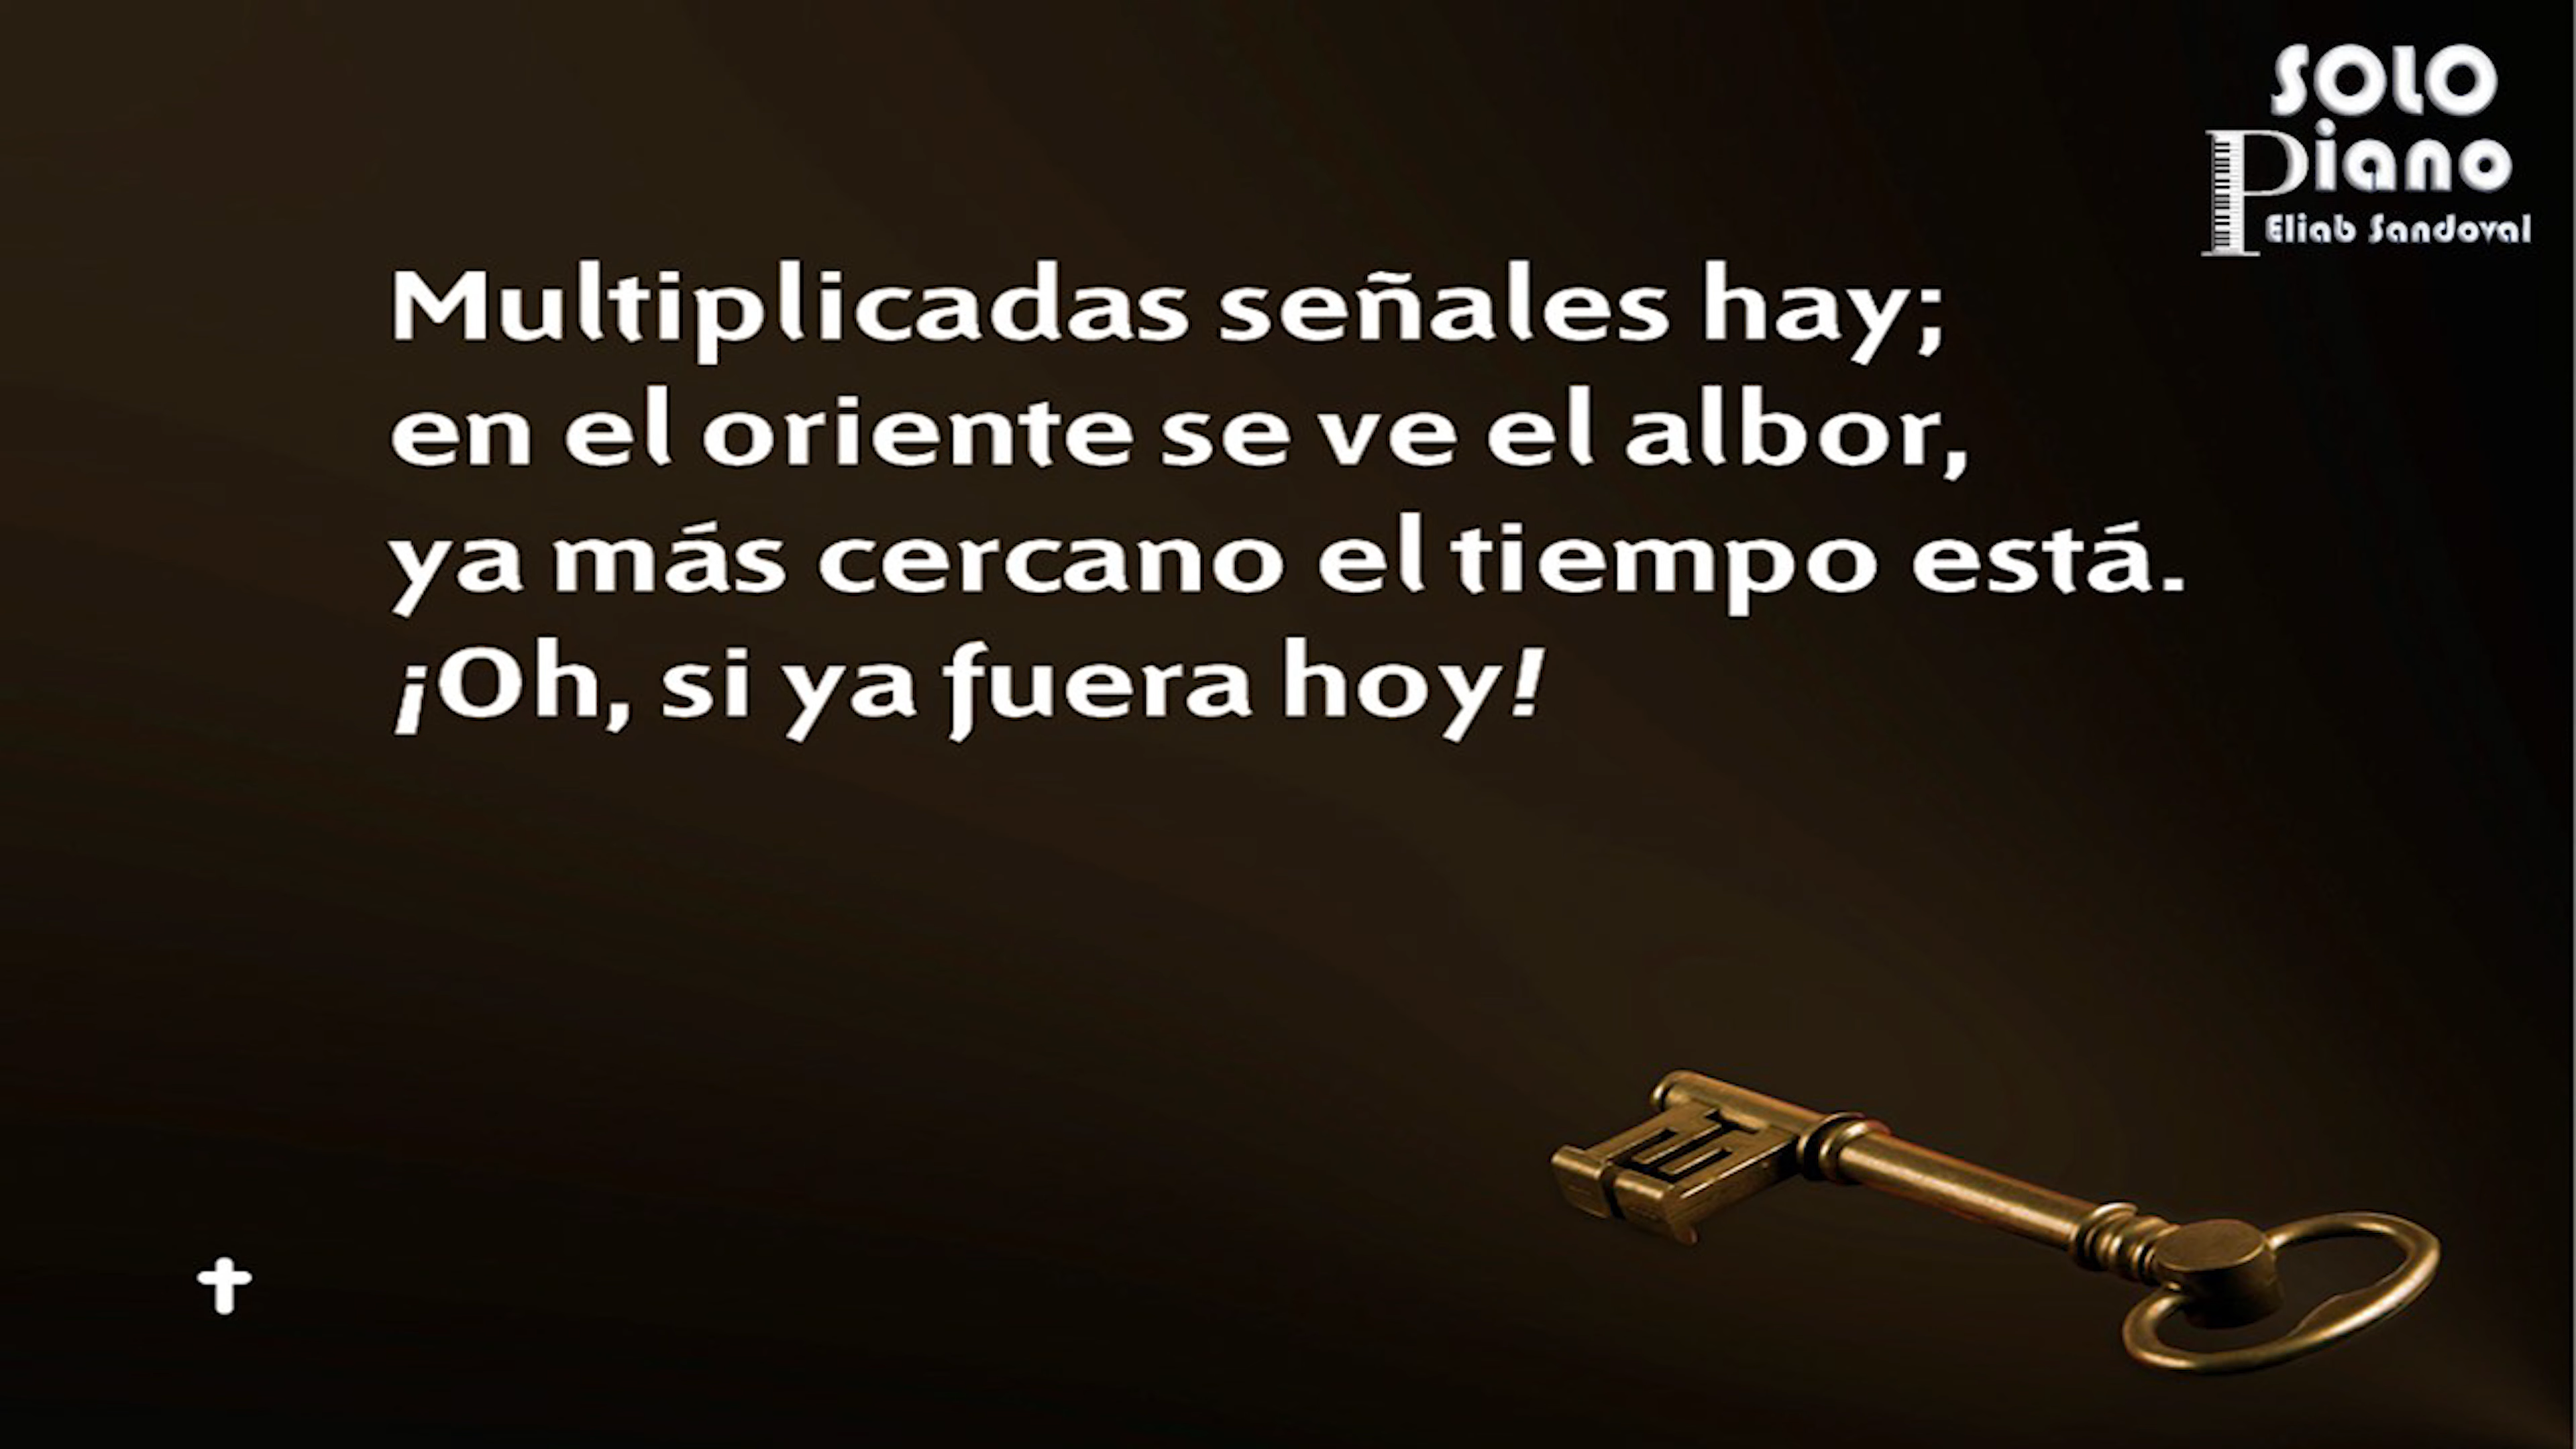 SOLO
Piano
Eliab Sandoval
Multiplicadas señales hay;
en el oriente se ve el albor,
ya más cercano el tiempo está.
¡Oh, si ya fuera hoy!